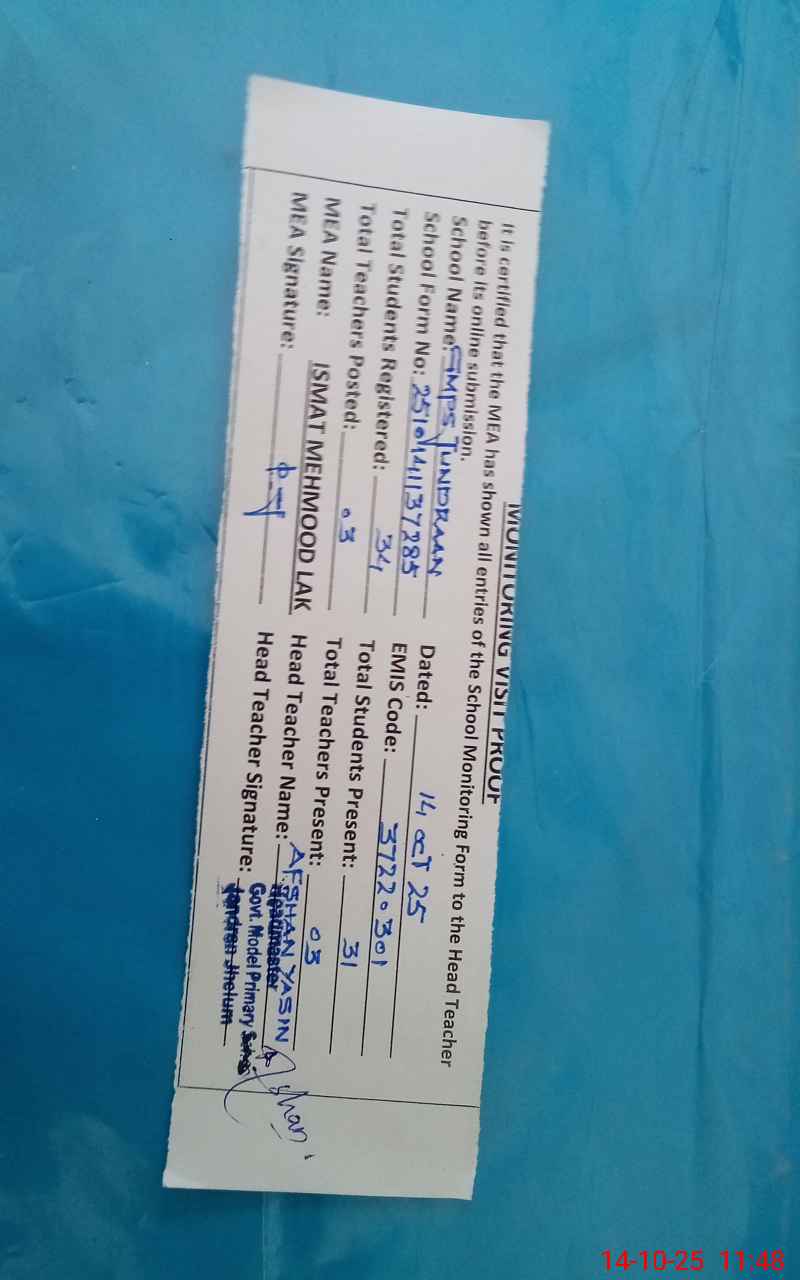 MONITORING VISIT PROOF
It is certified that the MEA has shown all entries of the School Monitoring Form to the Head Teacher
before its online submission.
School Name: GMPS JUNDRAAN Dated: 14 OCT 25
School Form No: 2510141137285 EMIS Code: 37220301
Total Students Registered: 34 Total Students Present: 31
Total Teachers Posted: 03 Total Teachers Present: 03
MEA Name: ISMAT MEHMOOD LAK Head Teacher Name: AFSHAN YASIN
MEA Signature: Head Teacher Signature: Afshan
Headmaster
Govt. Model Primary School
Jandran Jhelum
14-10-25 11:48